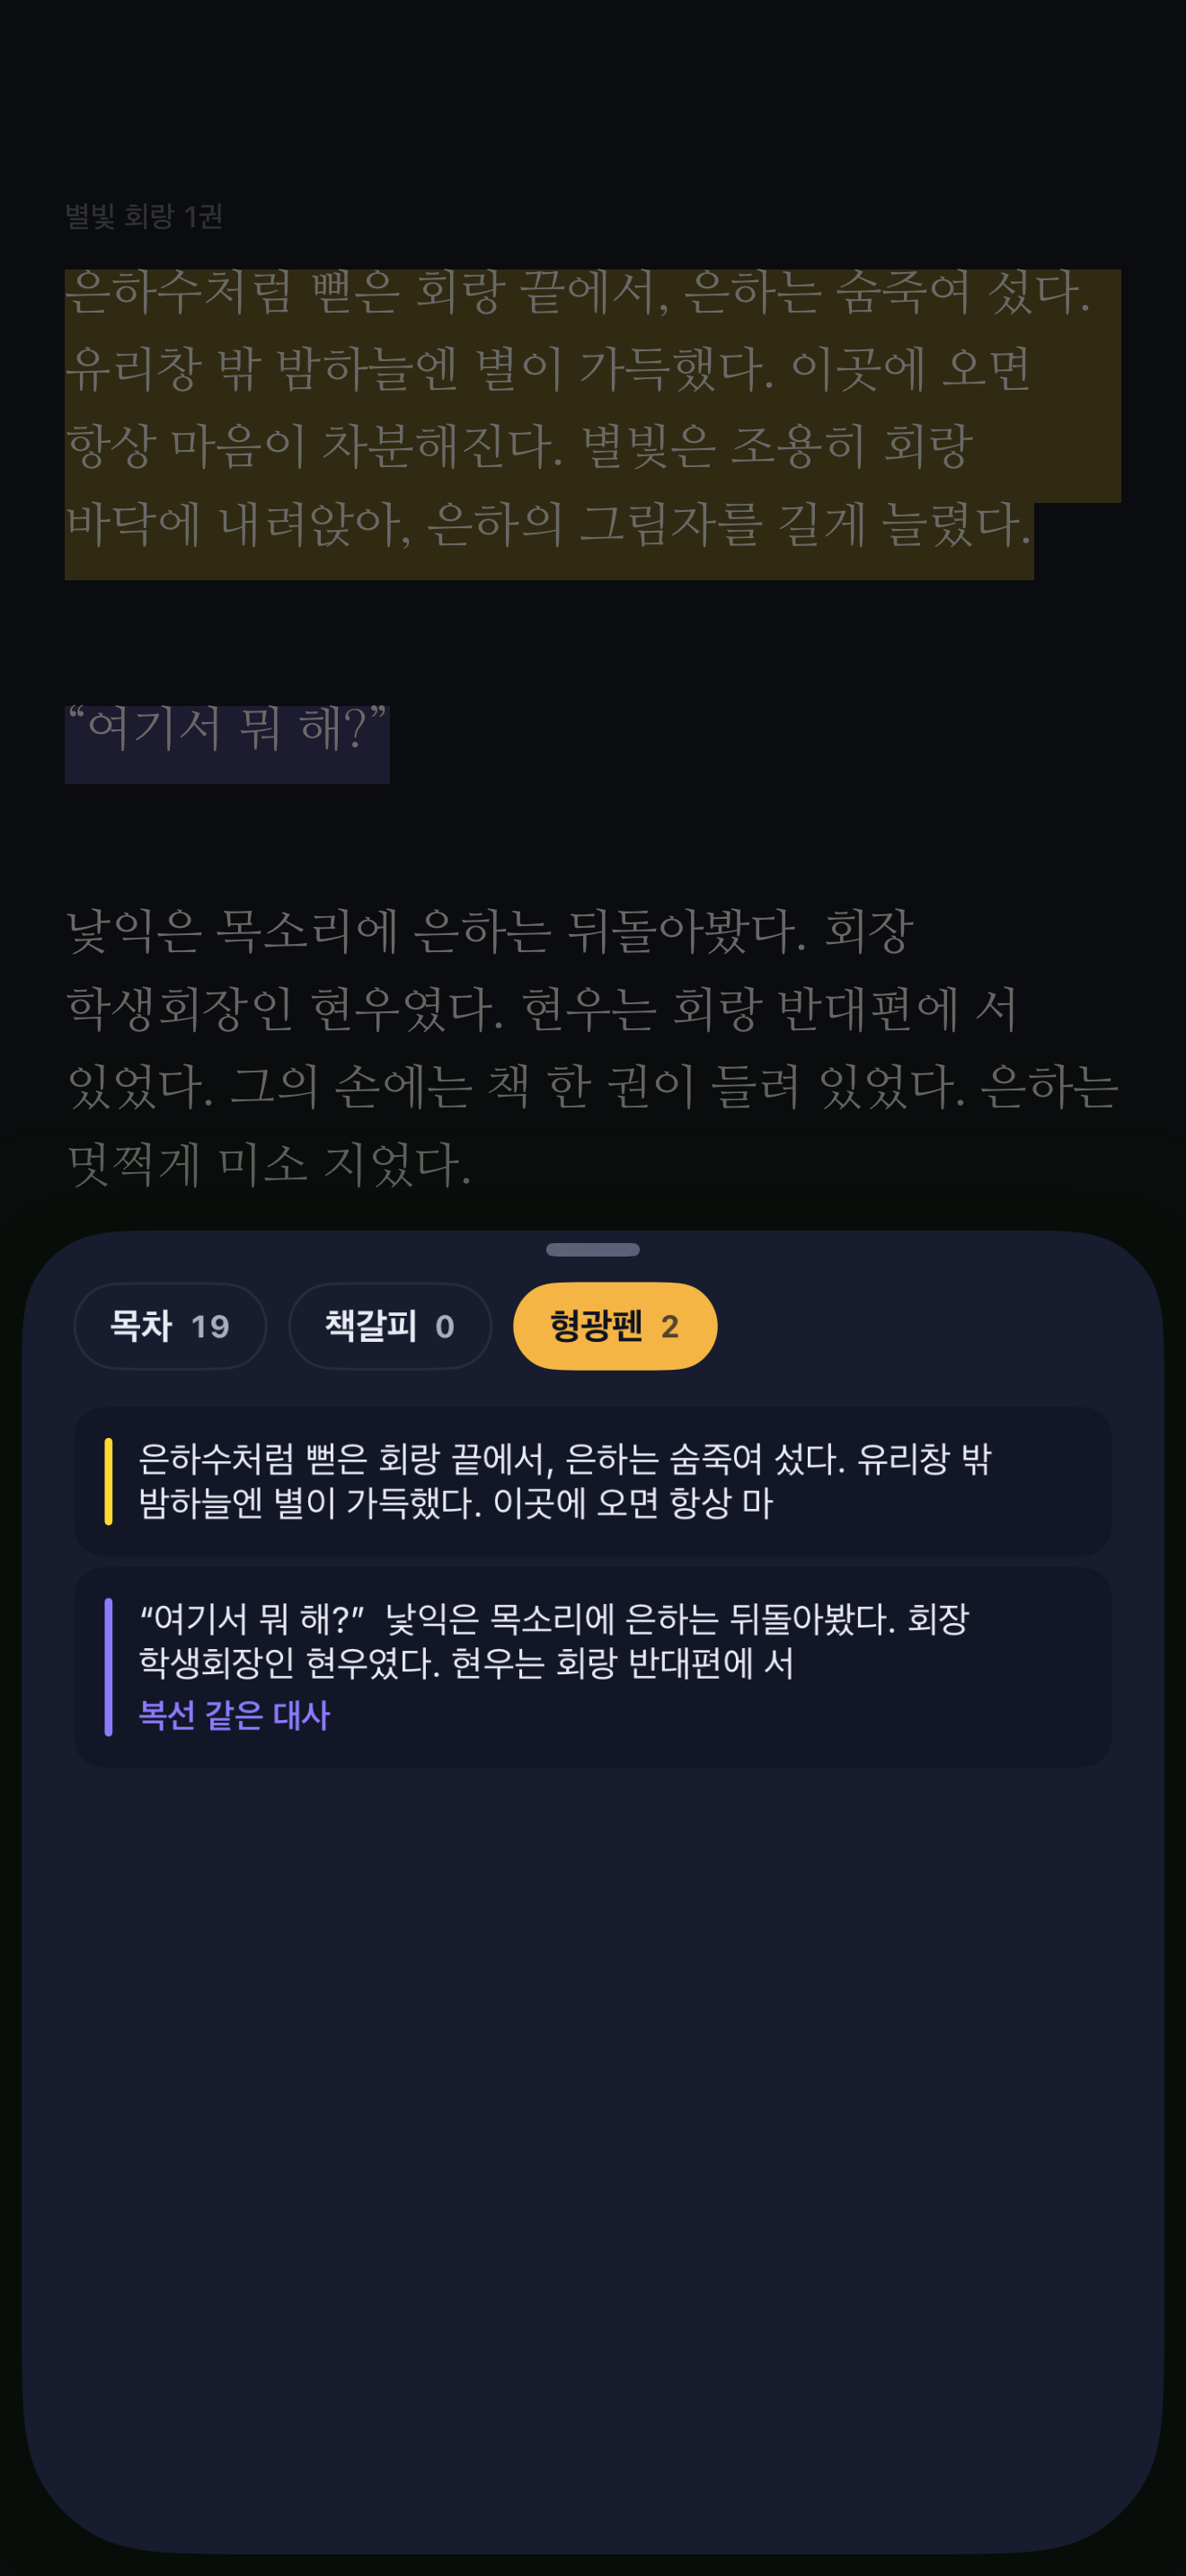 별빛 회랑 1권
은하수처럼 뻗은 회랑 끝에서, 은하는 숨죽여 섰다.
유리창 밖 밤하늘엔 별이 가득했다. 이곳에 오면
항상 마음이 차분해진다. 별빛은 조용히 회랑
바닥에 내려앉아, 은하의 그림자를 길게 늘렸다.
“여기서 뭐 해?”
낯익은 목소리에 은하는 뒤돌아봤다. 회장
학생회장인 현우였다. 현우는 회랑 반대편에 서
있었다. 그의 손에는 책 한 권이 들려 있었다. 은하는
멋쩍게 미소 지었다.
목차 19 책갈피 0 형광펜 2
은하수처럼 뻗은 회랑 끝에서, 은하는 숨죽여 섰다. 유리창 밖
밤하늘엔 별이 가득했다. 이곳에 오면 항상 마
“여기서 뭐 해?” 낯익은 목소리에 은하는 뒤돌아봤다. 회장
학생회장인 현우였다. 현우는 회랑 반대편에 서
복선 같은 대사